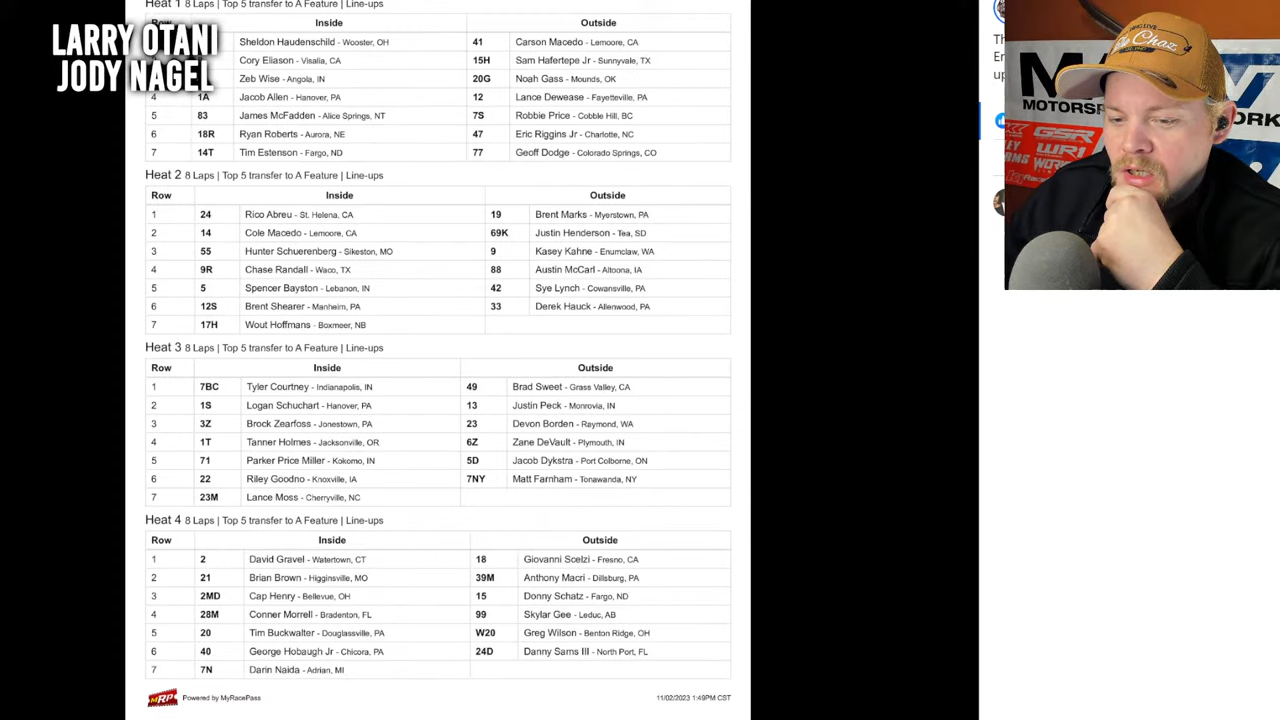 LARRY OTANI
JODY NAGEL
Heat 1 8 Laps | Top 5 transfer to A Feature | Line-ups
Row Inside Outside
Sheldon Haudenschild - Wooster, OH 41 Carson Macedo - Lemoore, CA
Cory Eliason - Visalia, CA 15H Sam Hafertepe Jr - Sunnyvale, TX
Zeb Wise - Angola, IN 20G Noah Gass - Mounds, OK
4 1A Jacob Allen - Hanover, PA 12 Lance Dewease - Fayetteville, PA
5 83 James McFadden - Alice Springs, NT 7S Robbie Price - Cobble Hill, BC
6 18R Ryan Roberts - Aurora, NE 47 Eric Riggins Jr - Charlotte, NC
7 14T Tim Estenson - Fargo, ND 77 Geoff Dodge - Colorado Springs, CO
Heat 2 8 Laps | Top 5 transfer to A Feature | Line-ups
Row Inside Outside
1 24 Rico Abreu - St. Helena, CA 19 Brent Marks - Myerstown, PA
2 14 Cole Macedo - Lemoore, CA 69K Justin Henderson - Tea, SD
3 55 Hunter Schuerenberg - Sikeston, MO 9 Kasey Kahne - Enumclaw, WA
4 9R Chase Randall - Waco, TX 88 Austin McCarl - Altoona, IA
5 5 Spencer Bayston - Lebanon, IN 42 Sye Lynch - Cowansville, PA
6 12S Brent Shearer - Manheim, PA 33 Derek Hauck - Allenwood, PA
7 17H Wout Hoffmans - Boxmeer, NB
Heat 3 8 Laps | Top 5 transfer to A Feature | Line-ups
Row Inside Outside
1 7BC Tyler Courtney - Indianapolis, IN 49 Brad Sweet - Grass Valley, CA
2 1S Logan Schuchart - Hanover, PA 13 Justin Peck - Monrovia, IN
3 3Z Brock Zearfoss - Jonestown, PA 23 Devon Borden - Raymond, WA
4 1T Tanner Holmes - Jacksonville, OR 6Z Zane DeVault - Plymouth, IN
5 71 Parker Price Miller - Kokomo, IN 5D Jacob Dykstra - Port Colborne, ON
6 22 Riley Goodno - Knoxville, IA 7NY Matt Farnham - Tonawanda, NY
7 23M Lance Moss - Cherryville, NC
Heat 4 8 Laps | Top 5 transfer to A Feature | Line-ups
Row Inside Outside
1 2 David Gravel - Watertown, CT 18 Giovanni Scelzi - Fresno, CA
2 21 Brian Brown - Higginsville, MO 39M Anthony Macri - Dillsburg, PA
3 2MD Cap Henry - Bellevue, OH 15 Donny Schatz - Fargo, ND
4 28M Conner Morrell - Bradenton, FL 99 Skylar Gee - Leduc, AB
5 20 Tim Buckwalter - Douglassville, PA W20 Greg Wilson - Benton Ridge, OH
6 40 George Hobaugh Jr - Chicora, PA 24D Danny Sams III - North Port, FL
7 7N Darin Naida - Adrian, MI
MRP Powered by MyRacePass 11/02/2023 1:49PM CST
MOTORSP
WORK
GSR
WR1